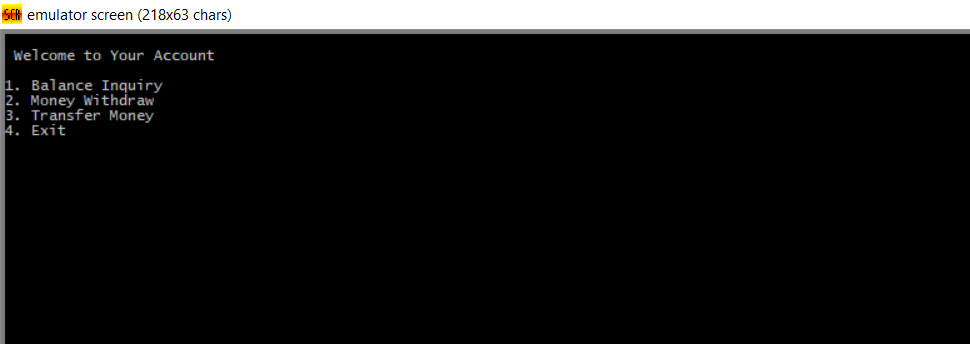 SCR emulator screen (218x63 chars)
Welcome to Your Account
1. Balance Inquiry
2. Money Withdraw
3. Transfer Money
4. Exit